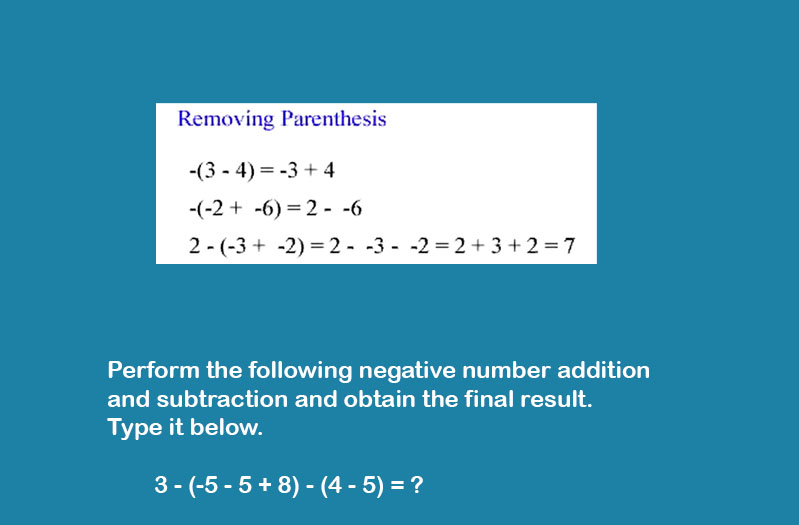 Removing Parenthesis
-(3 - 4) = -3 + 4
-(-2 + -6) = 2 - -6
2 - (-3 + -2) = 2 - -3 - -2 = 2 + 3 + 2 = 7
Perform the following negative number addition
and subtraction and obtain the final result.
Type it below.
3 - (-5 - 5 + 8) - (4 - 5) = ?